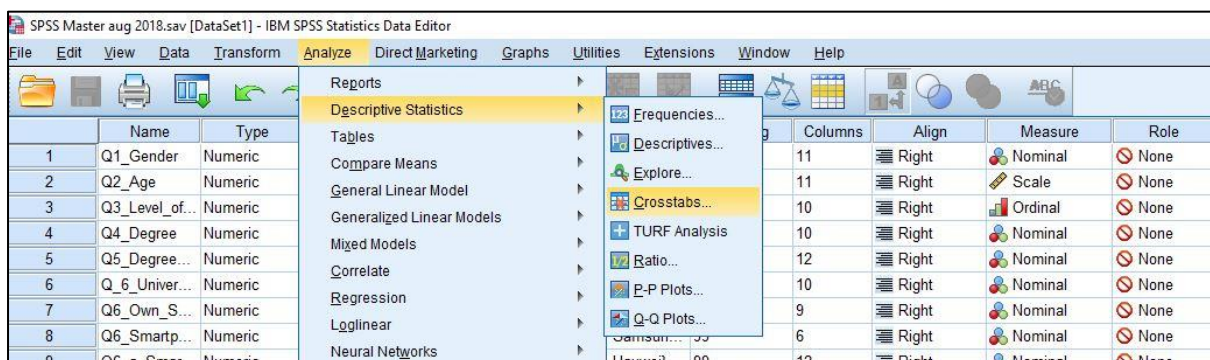 SPSS Master aug 2018.sav [DataSet1] - IBM SPSS Statistics Data Editor
File Edit View Data Transform Analyze Direct Marketing Graphs Utilities Extensions Window Help
Reports
Descriptive Statistics
Tables
Compare Means
General Linear Model
Generalized Linear Models
Mixed Models
Correlate
Regression
Loglinear
Neural Networks
Frequencies...
Descriptives...
Explore...
Crosstabs...
TURF Analysis
Ratio...
P-P Plots...
Q-Q Plots...
Name Type Columns Align Measure Role
1 Q1_Gender Numeric 11 Right Nominal None
2 Q2_Age Numeric 11 Right Scale None
3 Q3_Level_of... Numeric 10 Right Ordinal None
4 Q4_Degree Numeric 10 Right Nominal None
5 Q5_Degree... Numeric 12 Right Nominal None
6 Q_6_Univer... Numeric 10 Right Nominal None
7 Q6_Own_S... Numeric 9 Right Nominal None
8 Q6_Smartp... Numeric 6 Right Nominal None